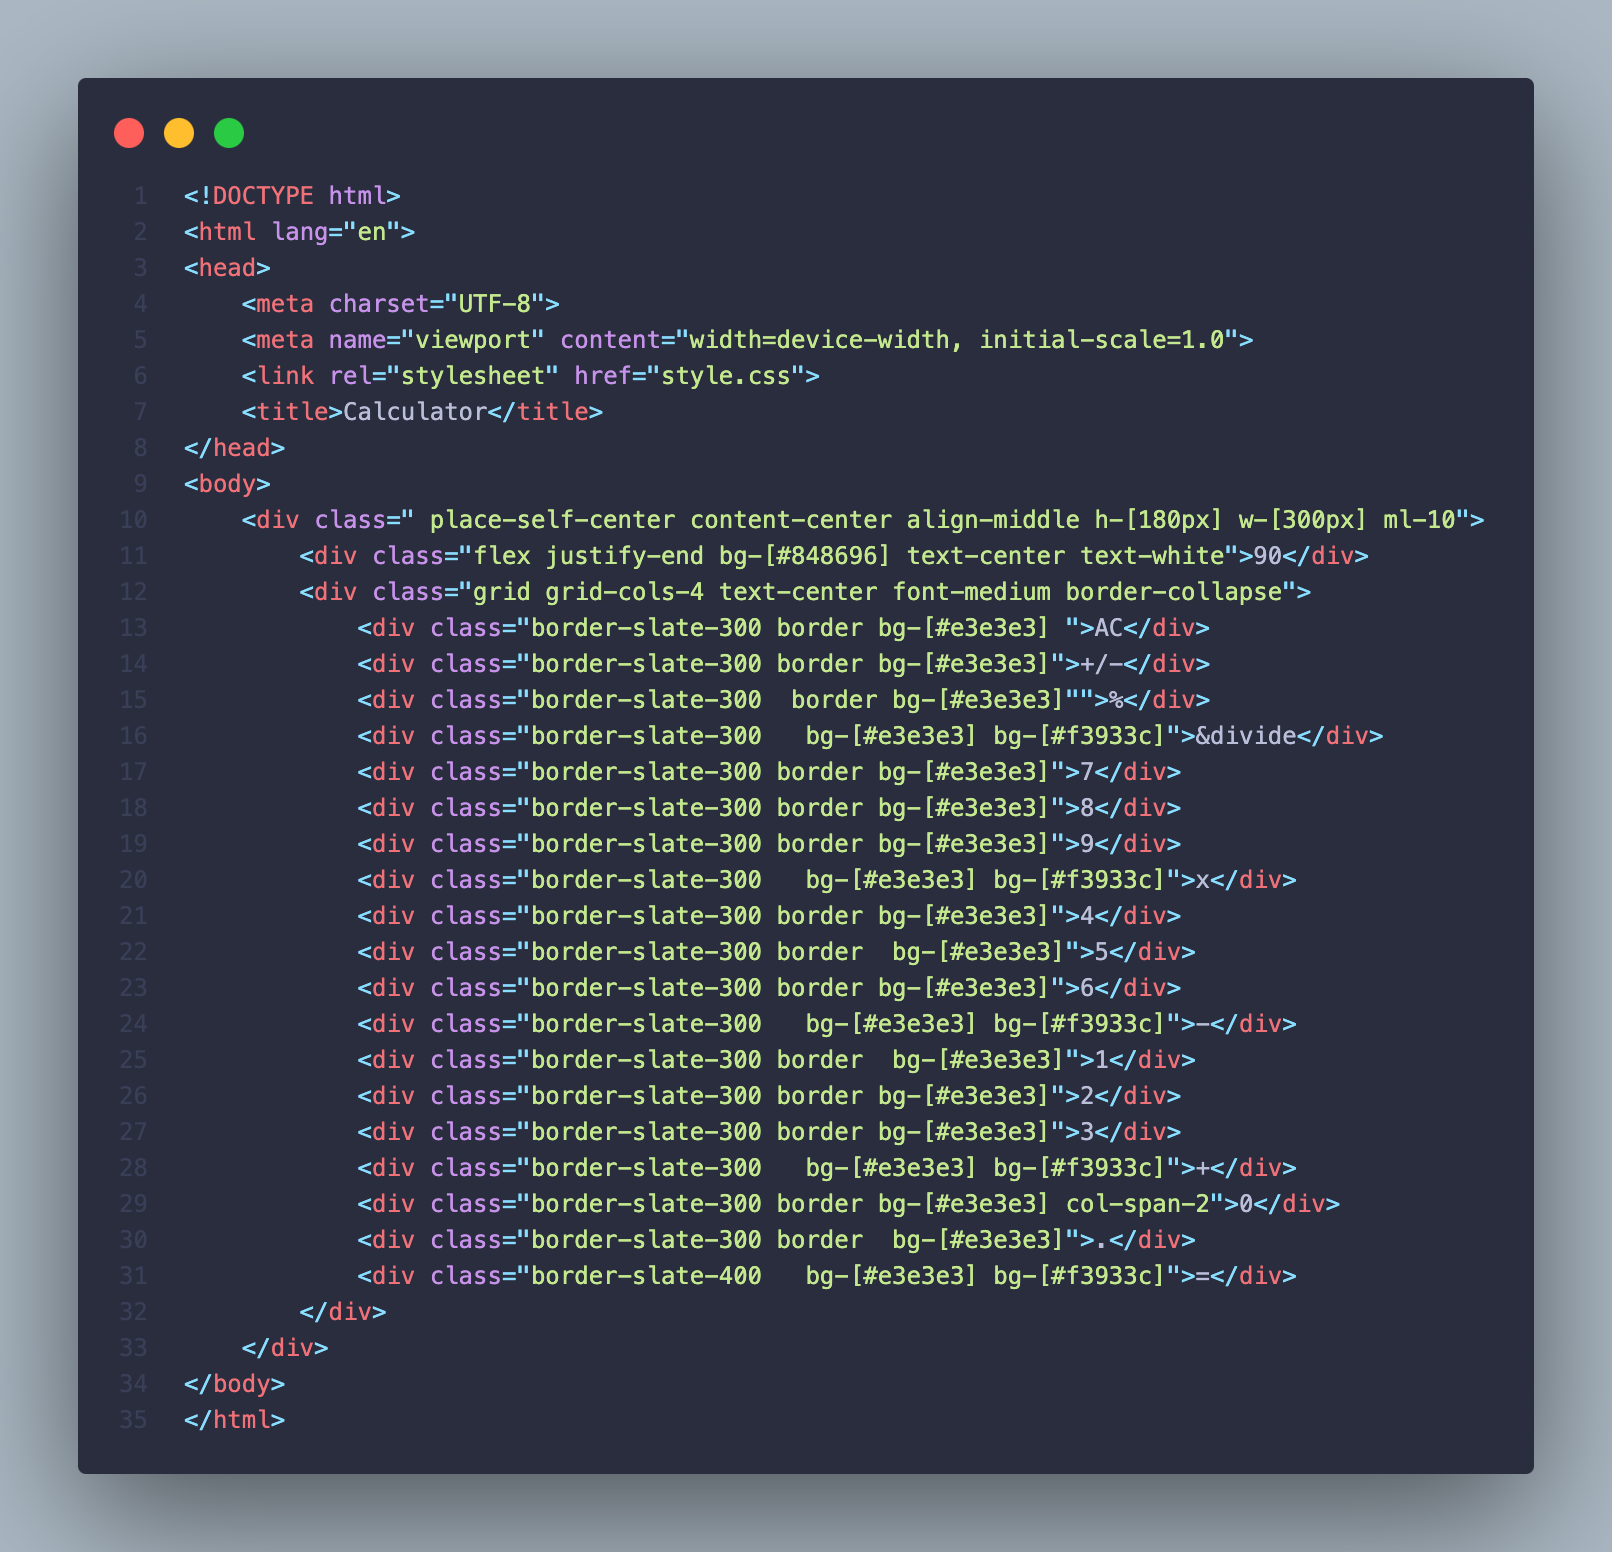 1 <!DOCTYPE html>
2 <html lang="en">
3 <head>
4     <meta charset="UTF-8">
5     <meta name="viewport" content="width=device-width, initial-scale=1.0">
6     <link rel="stylesheet" href="style.css">
7     <title>Calculator</title>
8 </head>
9 <body>
10     <div class=" place-self-center content-center align-middle h-[180px] w-[300px] ml-10">
11         <div class="flex justify-end bg-[#848696] text-center text-white">90</div>
12         <div class="grid grid-cols-4 text-center font-medium border-collapse">
13             <div class="border-slate-300 border bg-[#e3e3e3] ">AC</div>
14             <div class="border-slate-300 border bg-[#e3e3e3]">+/-</div>
15             <div class="border-slate-300  border bg-[#e3e3e3]"">%</div>
16             <div class="border-slate-300   bg-[#e3e3e3] bg-[#f3933c]">&divide</div>
17             <div class="border-slate-300 border bg-[#e3e3e3]">7</div>
18             <div class="border-slate-300 border bg-[#e3e3e3]">8</div>
19             <div class="border-slate-300 border bg-[#e3e3e3]">9</div>
20             <div class="border-slate-300   bg-[#e3e3e3] bg-[#f3933c]">x</div>
21             <div class="border-slate-300 border bg-[#e3e3e3]">4</div>
22             <div class="border-slate-300 border  bg-[#e3e3e3]">5</div>
23             <div class="border-slate-300 border bg-[#e3e3e3]">6</div>
24             <div class="border-slate-300   bg-[#e3e3e3] bg-[#f3933c]">-</div>
25             <div class="border-slate-300 border  bg-[#e3e3e3]">1</div>
26             <div class="border-slate-300 border bg-[#e3e3e3]">2</div>
27             <div class="border-slate-300 border bg-[#e3e3e3]">3</div>
28             <div class="border-slate-300   bg-[#e3e3e3] bg-[#f3933c]">+</div>
29             <div class="border-slate-300 border bg-[#e3e3e3] col-span-2">0</div>
30             <div class="border-slate-300 border  bg-[#e3e3e3]">.</div>
31             <div class="border-slate-400   bg-[#e3e3e3] bg-[#f3933c]">=</div>
32         </div>
33     </div>
34 </body>
35 </html>